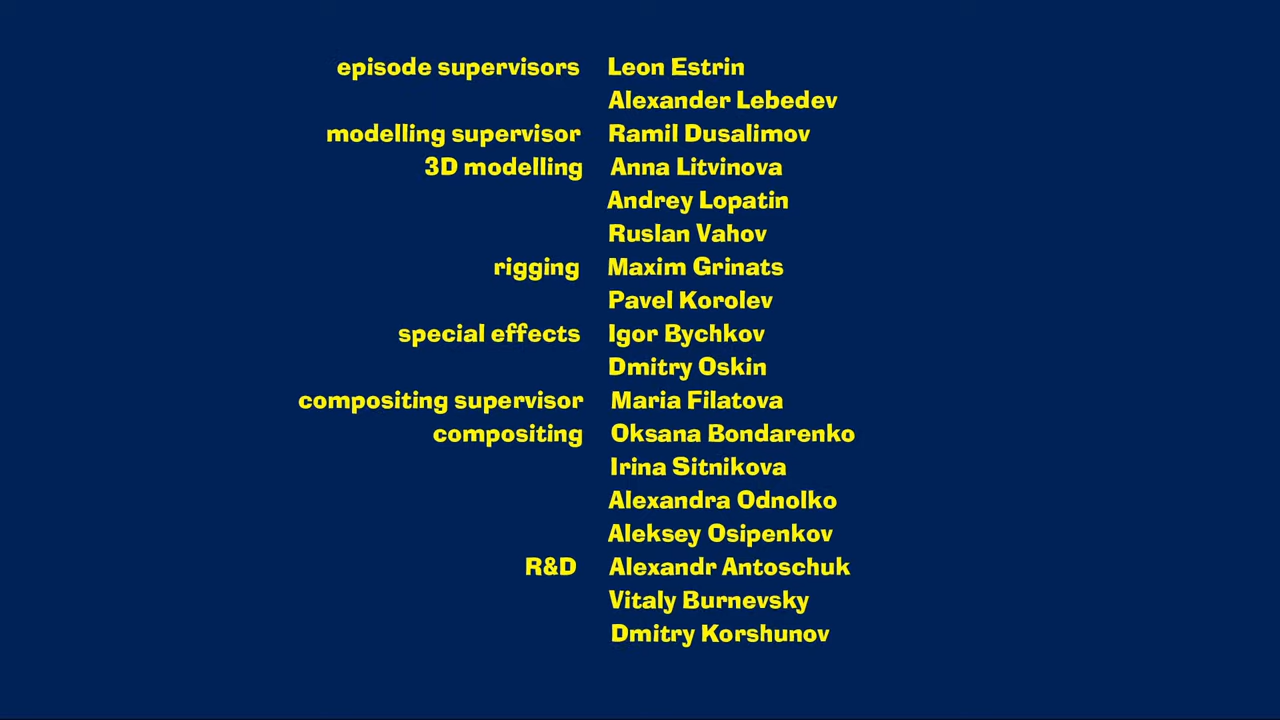 episode supervisors Leon Estrin
Alexander Lebedev
modelling supervisor Ramil Dusalimov
3D modelling Anna Litvinova
Andrey Lopatin
Ruslan Vahov
rigging Maxim Grinats
Pavel Korolev
special effects Igor Bychkov
Dmitry Oskin
compositing supervisor Maria Filatova
compositing Oksana Bondarenko
Irina Sitnikova
Alexandra Odnolko
Aleksey Osipenkov
R&D Alexandr Antoschuk
Vitaly Burnevsky
Dmitry Korshunov